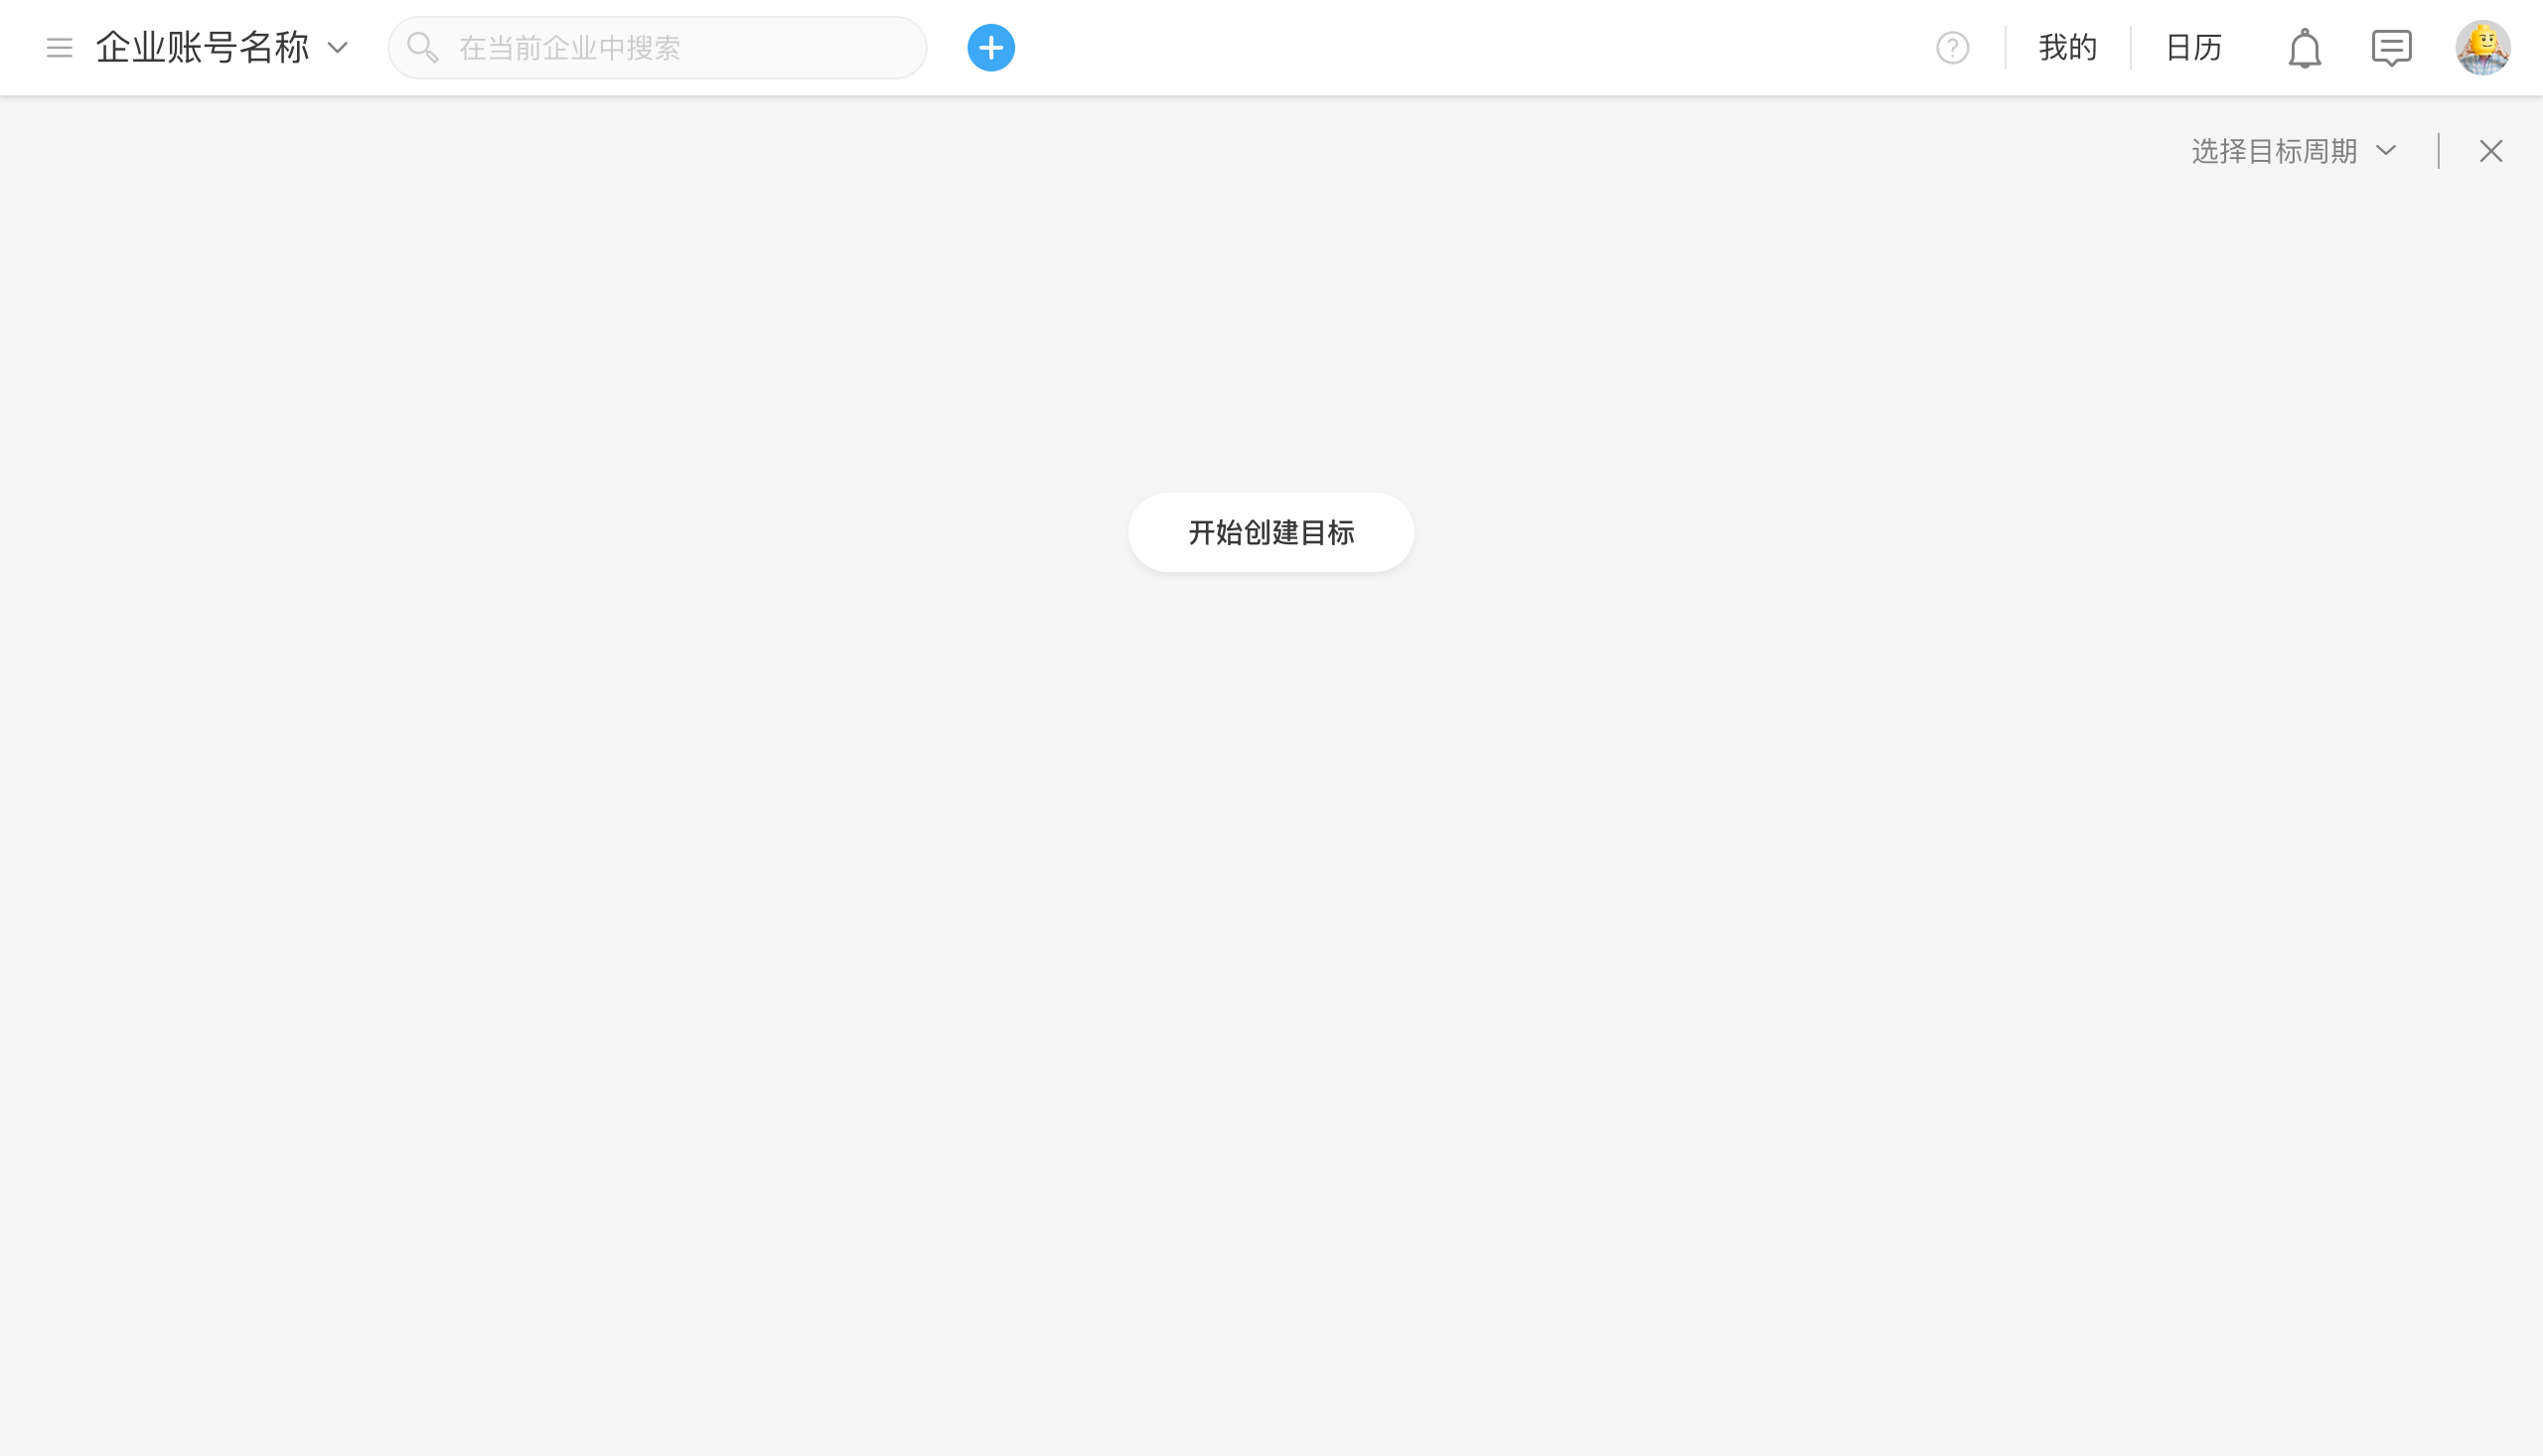 企业账号名称
在当前企业中搜索
我的
日历
选择目标周期
开始创建目标